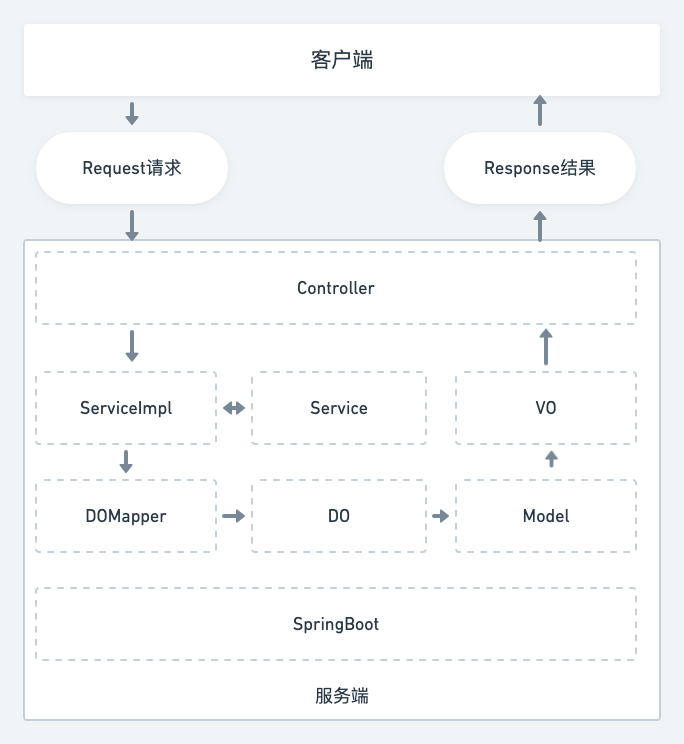 客户端
Request请求
Response结果
Controller
ServiceImpl
Service
VO
DOMapper
DO
Model
SpringBoot
服务端